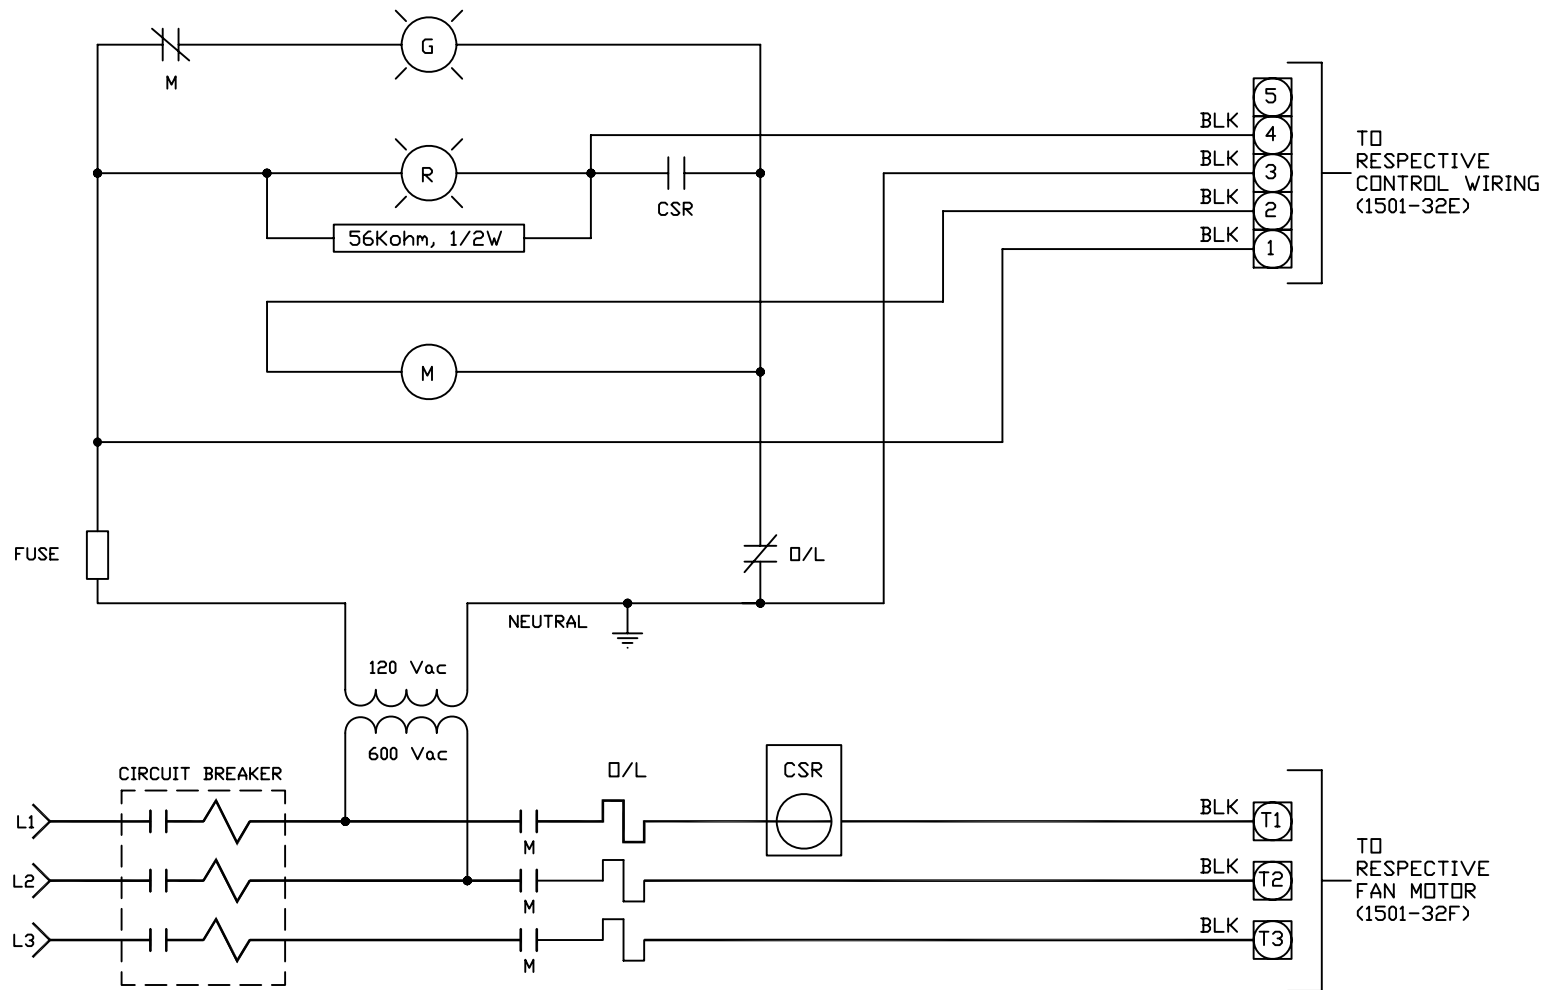 G
M
5
BLK
4
TO
RESPECTIVE
CONTROL WIRING
(1501-32E)
BLK
3
R
CSR
BLK
2
56Kohm, 1/2W
BLK
1
M
FUSE
O/L
NEUTRAL
120 Vac
600 Vac
CIRCUIT BREAKER
O/L
CSR
L1
M
BLK
T1
L2
M
BLK
T2
TO
RESPECTIVE
FAN MOTOR
(1501-32F)
L3
M
BLK
T3